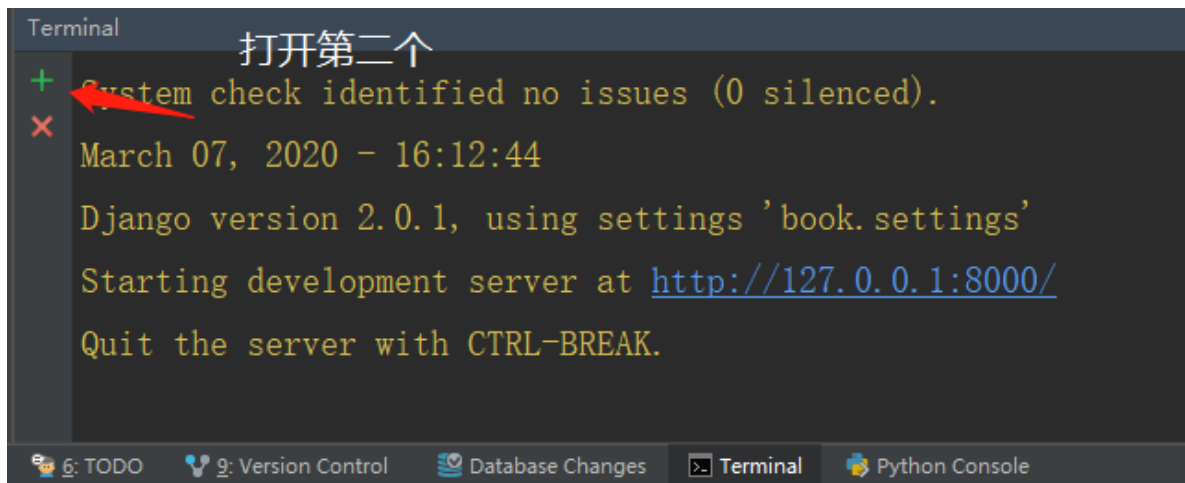 Terminal
打开第二个
System check identified no issues (0 silenced).
March 07, 2020 - 16:12:44
Django version 2.0.1, using settings 'book.settings'
Starting development server at http://127.0.0.1:8000/
Quit the server with CTRL-BREAK.
6: TODO 9: Version Control Database Changes Terminal Python Console